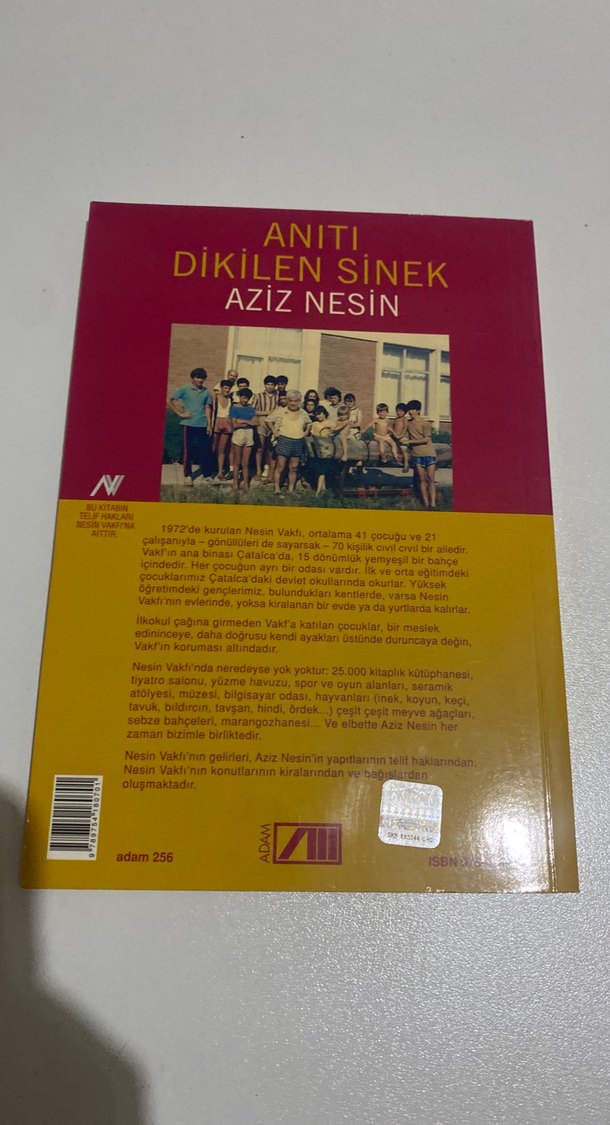 ANITI
DİKİLEN SİNEK
AZİZ NESİN
BU KİTABIN
TELİF HAKLARI
NESİN VAKFI'NA
AİTTİR.
1972'de kurulan Nesin Vakfı, ortalama 41 çocuğu ve 21
çalışanıyla – gönüllüleri de sayarsak – 70 kişilik cıvıl cıvıl bir ailedir.
Vakf'ın ana binası Çatalca'da, 15 dönümlük yemyeşil bir bahçe
içindedir. Her çocuğun ayrı bir odası vardır. İlk ve orta eğitimdeki
çocuklarımız Çatalca'daki devlet okullarında okurlar. Yüksek
öğretimdeki gençlerimiz, bulundukları kentlerde, varsa Nesin
Vakfı'nın evlerinde, yoksa kiralanan bir evde ya da yurtlarda kalırlar.
İlkokul çağına girmeden Vakf'a katılan çocuklar, bir meslek
edininceye, daha doğrusu kendi ayakları üstünde duruncaya değin,
Vakf'ın koruması altındadır.
Nesin Vakfı'nda neredeyse yok yoktur: 25.000 kitaplık kütüphanesi,
tiyatro salonu, yüzme havuzu, spor ve oyun alanları, seramik
atölyesi, müzesi, bilgisayar odası, hayvanları (inek, koyun, keçi,
tavuk, bıldırcın, tavşan, hindi, ördek...) çeşit çeşit meyve ağaçları,
sebze bahçeleri, marangozhanesi... Ve elbette Aziz Nesin her
zaman bizimle birliktedir.
Nesin Vakfı'nın gelirleri, Aziz Nesin'in yapıtlarının telif haklarından,
Nesin Vakfı'nın konutlarının kiralarından ve bağışlardan
oluşmaktadır.
9 789754 180701
adam 256
ADAM
ISBN